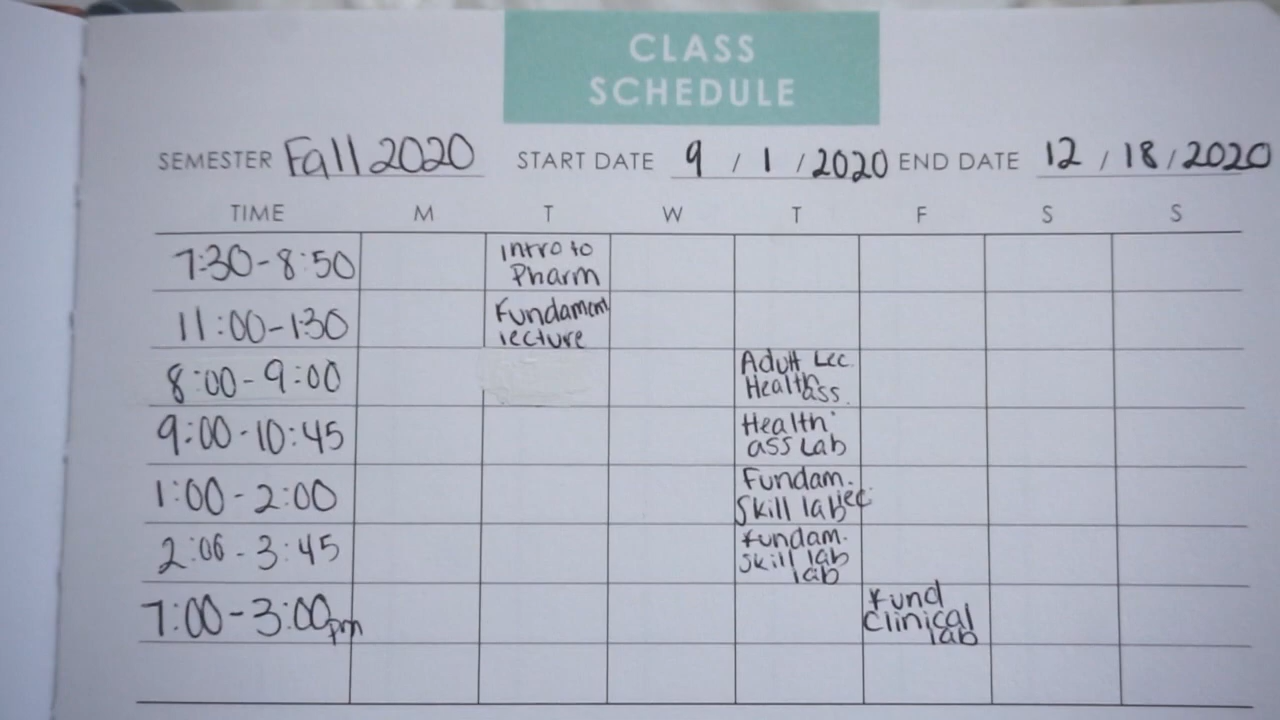 CLASS
SCHEDULE
SEMESTER Fall 2020 START DATE 9 / 1 / 2020 END DATE 12 / 18 / 2020
TIME M T W T F S S
7:30-8:50 Intro to
Pharm
11:00-1:30 Fundament
lecture
8:00-9:00 Adult Lec.
Health ass.
9:00-10:45 Health
ass Lab
1:00-2:00 Fundam.
Skill lab lec.
2:06-3:45 Fundam.
Skill lab
lab
7:00-3:00pm Fund
Clinical
lab